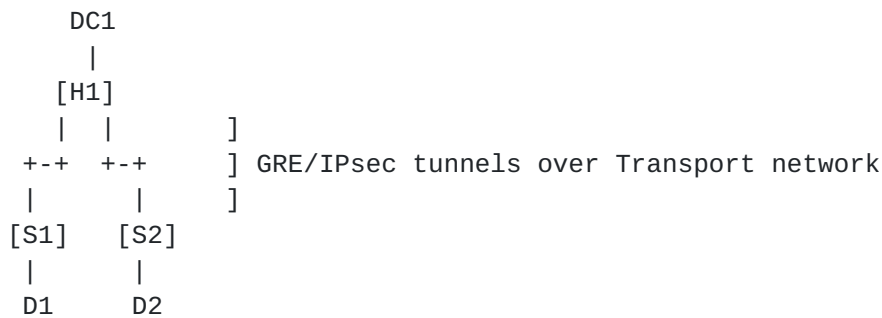 DC1
|
[H1]
| | ]
+-+ +-+ ] GRE/IPsec tunnels over Transport network
| | ]
[S1] [S2]
| |
D1 D2